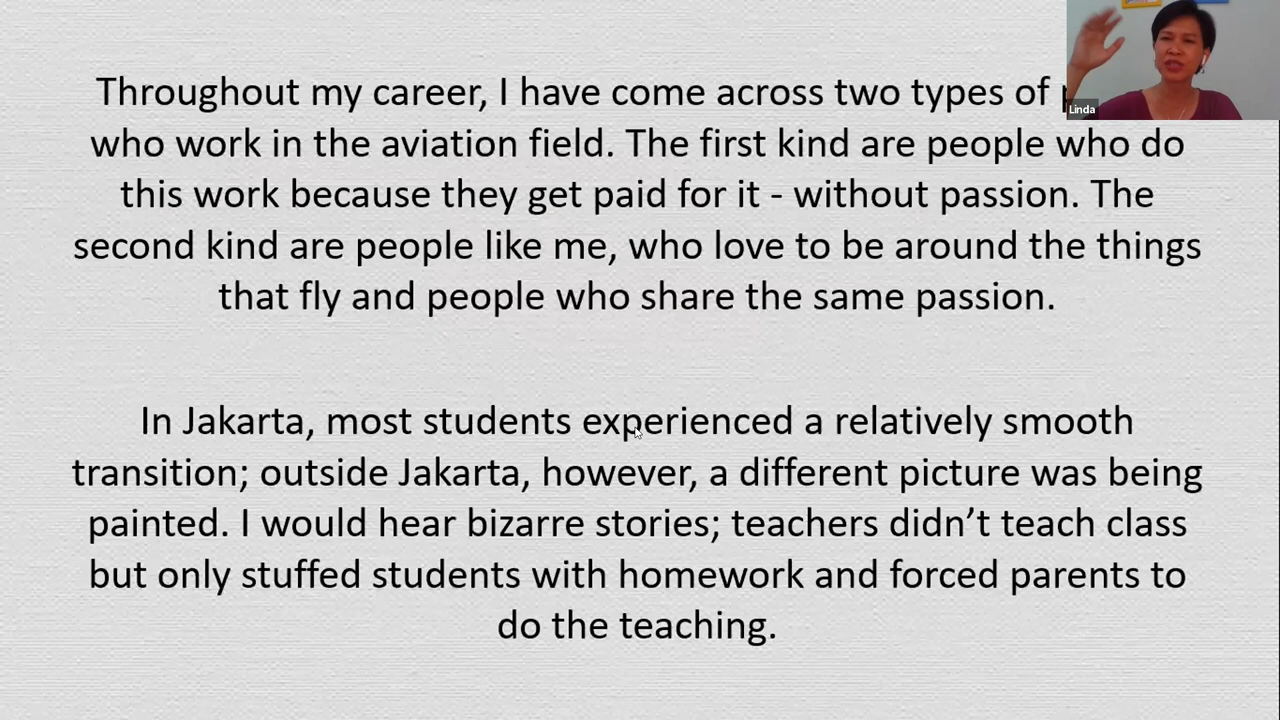 Throughout my career, I have come across two types of
who work in the aviation field. The first kind are people who do
this work because they get paid for it - without passion. The
second kind are people like me, who love to be around the things
that fly and people who share the same passion.
In Jakarta, most students experienced a relatively smooth
transition; outside Jakarta, however, a different picture was being
painted. I would hear bizarre stories; teachers didn’t teach class
but only stuffed students with homework and forced parents to
do the teaching.
Linda